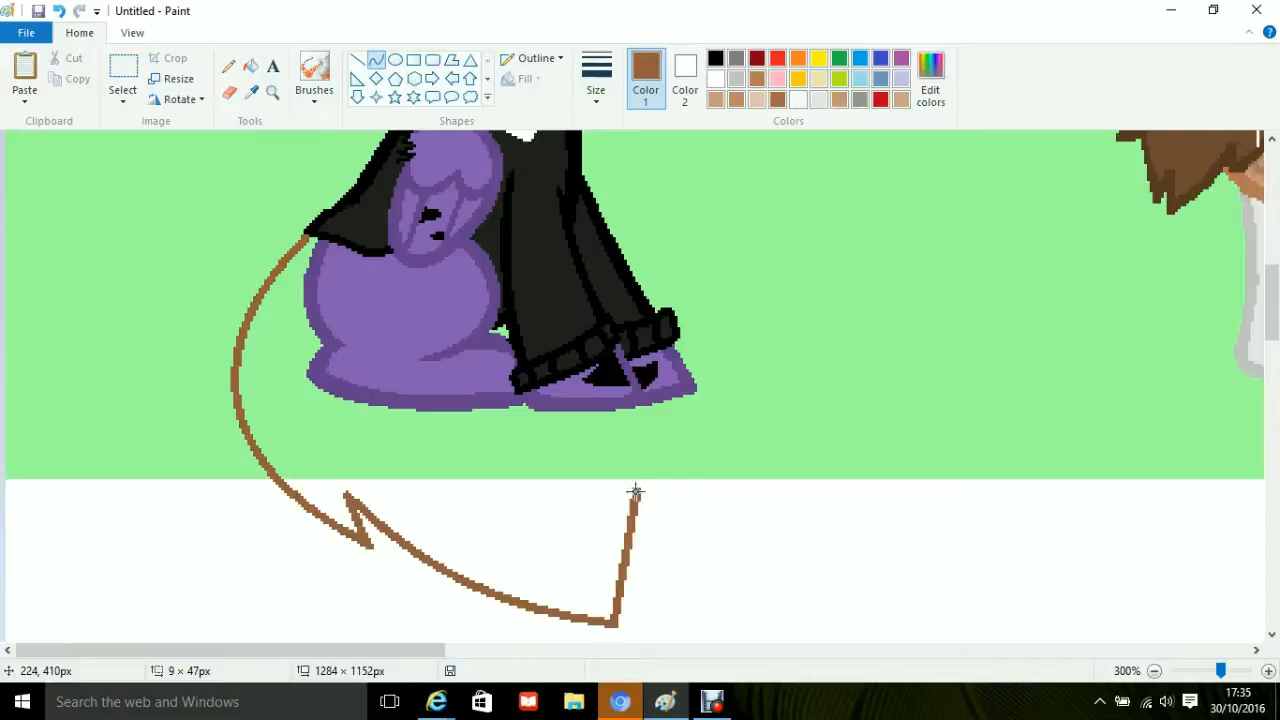 Untitled - Paint
File Home View
Paste Cut Copy
Clipboard
Select Crop Resize Rotate
Image
A
Tools
Brushes
Shapes
Outline Fill
Size
Color 1
Color 2
Edit colors
Colors
224, 410px 9 × 47px 1284 × 1152px 300%
Search the web and Windows
17:35
30/10/2016